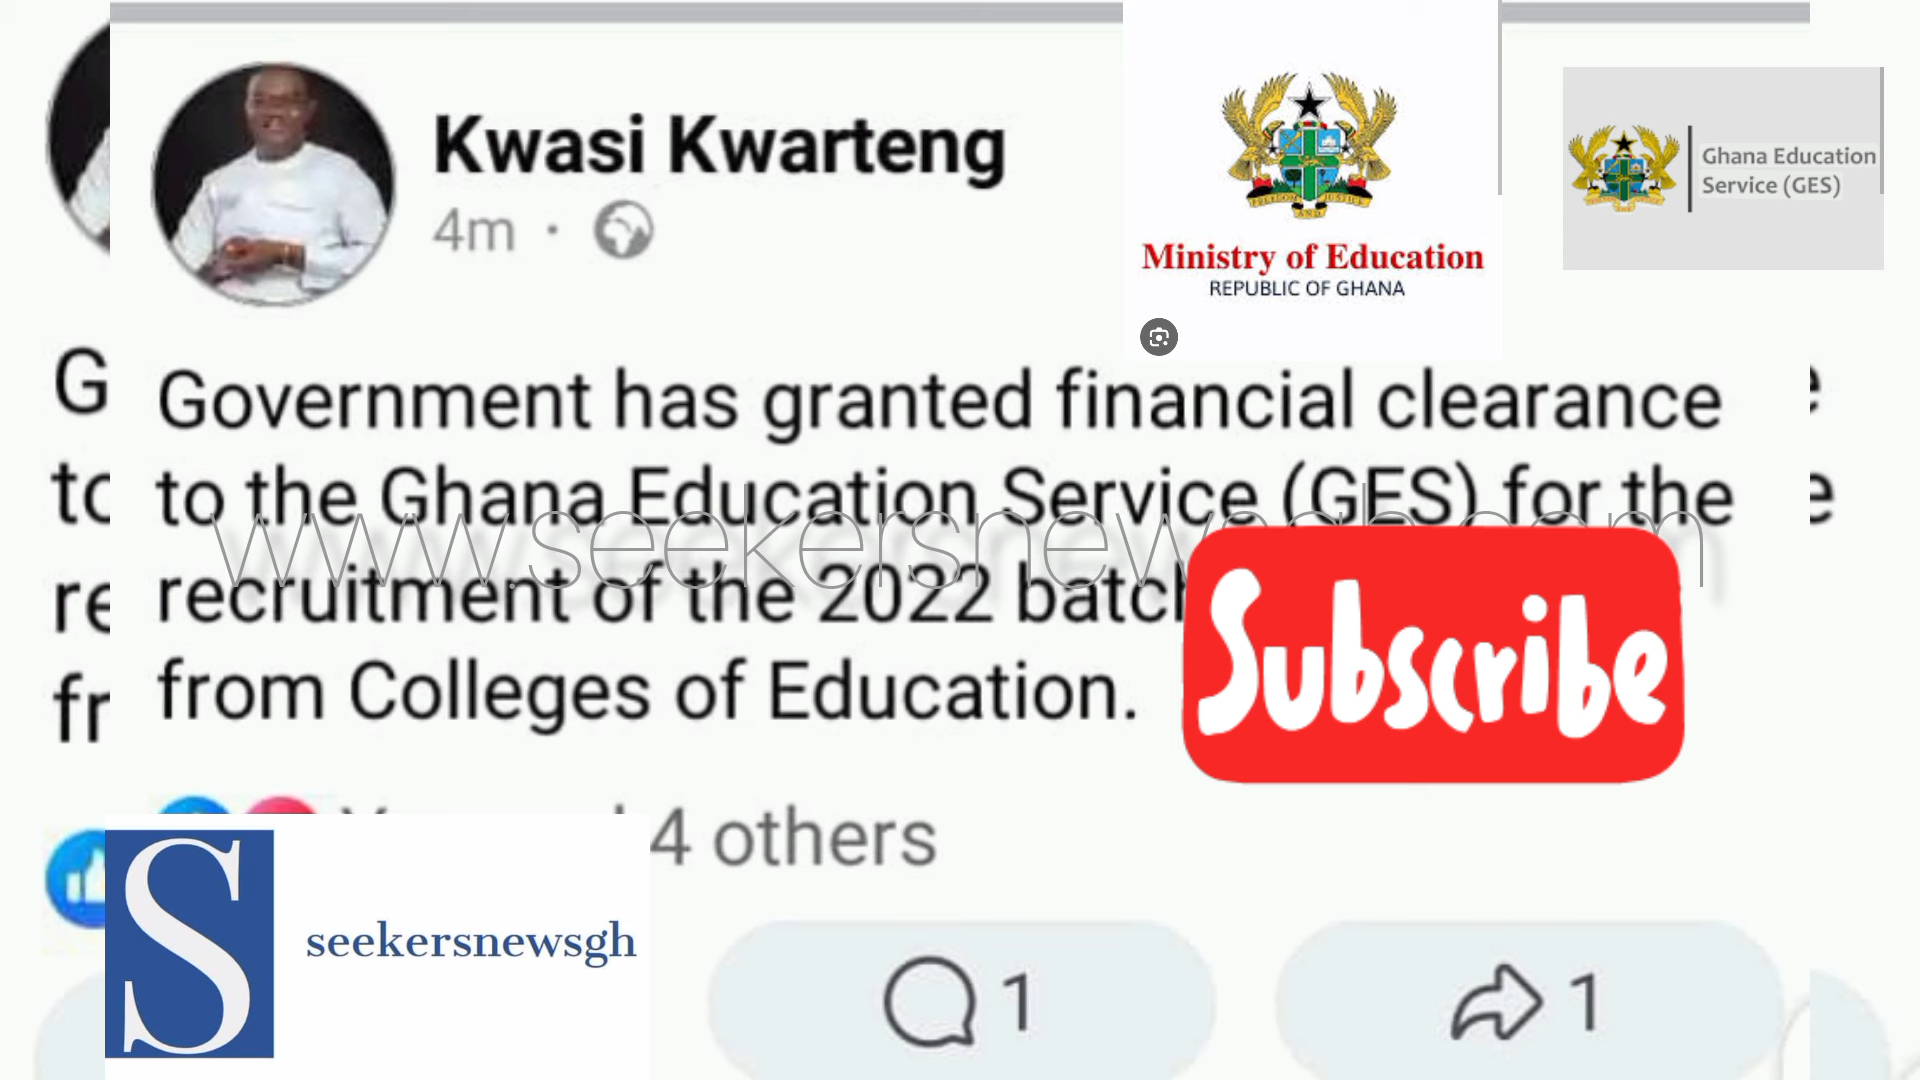 Kwasi Kwarteng
4m ·
Ministry of Education
REPUBLIC OF GHANA
Ghana Education
Service (GES)
Government has granted financial clearance
to the Ghana Education Service (GES) for the
recruitment of the 2022 batch
from Colleges of Education.
Subscribe
4 others
S
seekersnewsgh
1
1